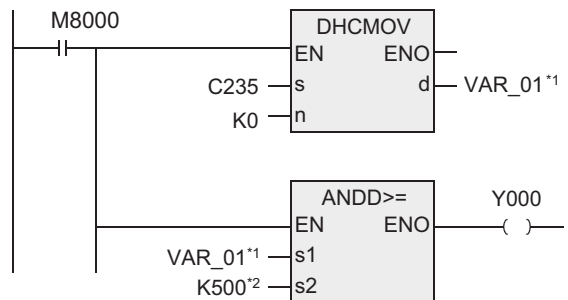 M8000
DHCMOV
EN ENO
C235 s d VAR_01*1
K0 n
ANDD>= Y000
EN ENO
VAR_01*1 s1
K500*2 s2